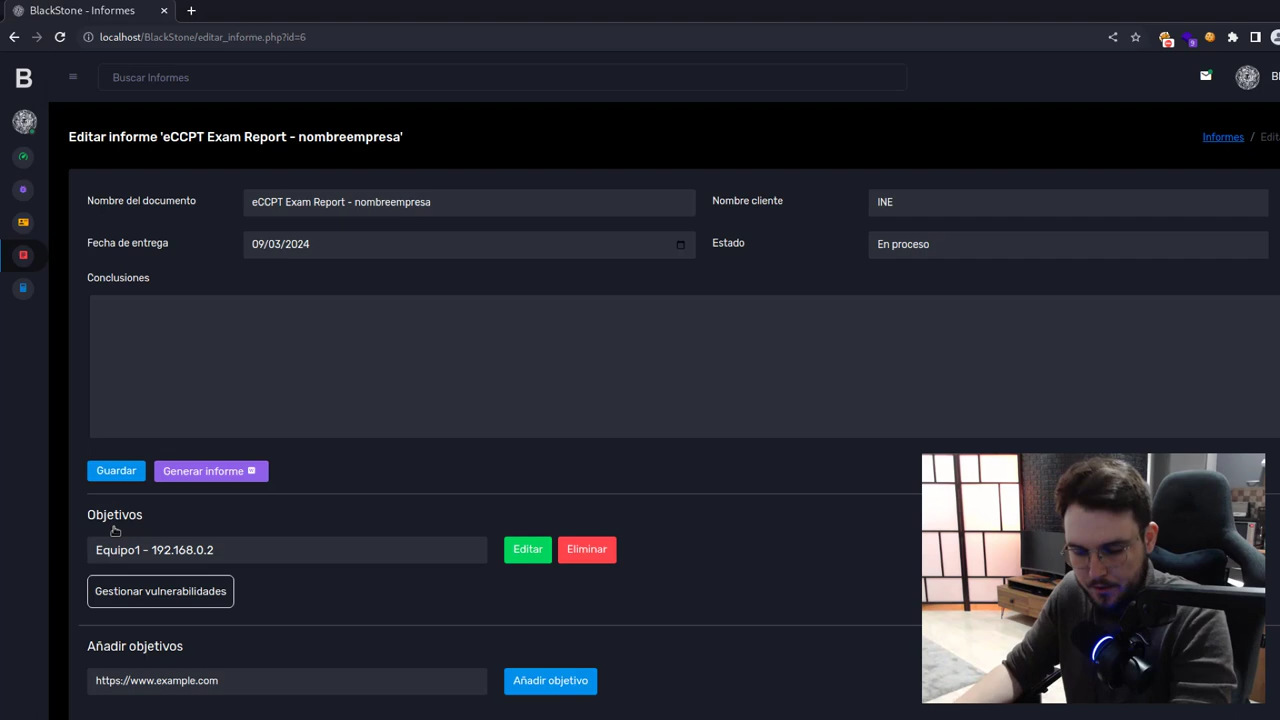 BlackStone - Informes
localhost/BlackStone/editar_informe.php?id=6
9
B
Buscar Informes
Editar informe 'eCCPT Exam Report - nombreempresa'
Informes /
Nombre del documento
eCCPT Exam Report - nombreempresa
Nombre cliente
INE
Fecha de entrega
09/03/2024
Estado
En proceso
Conclusiones
Guardar
Generar informe
Objetivos
Equipo1 - 192.168.0.2
Editar
Eliminar
Gestionar vulnerabilidades
Añadir objetivos
https://www.example.com
Añadir objetivo